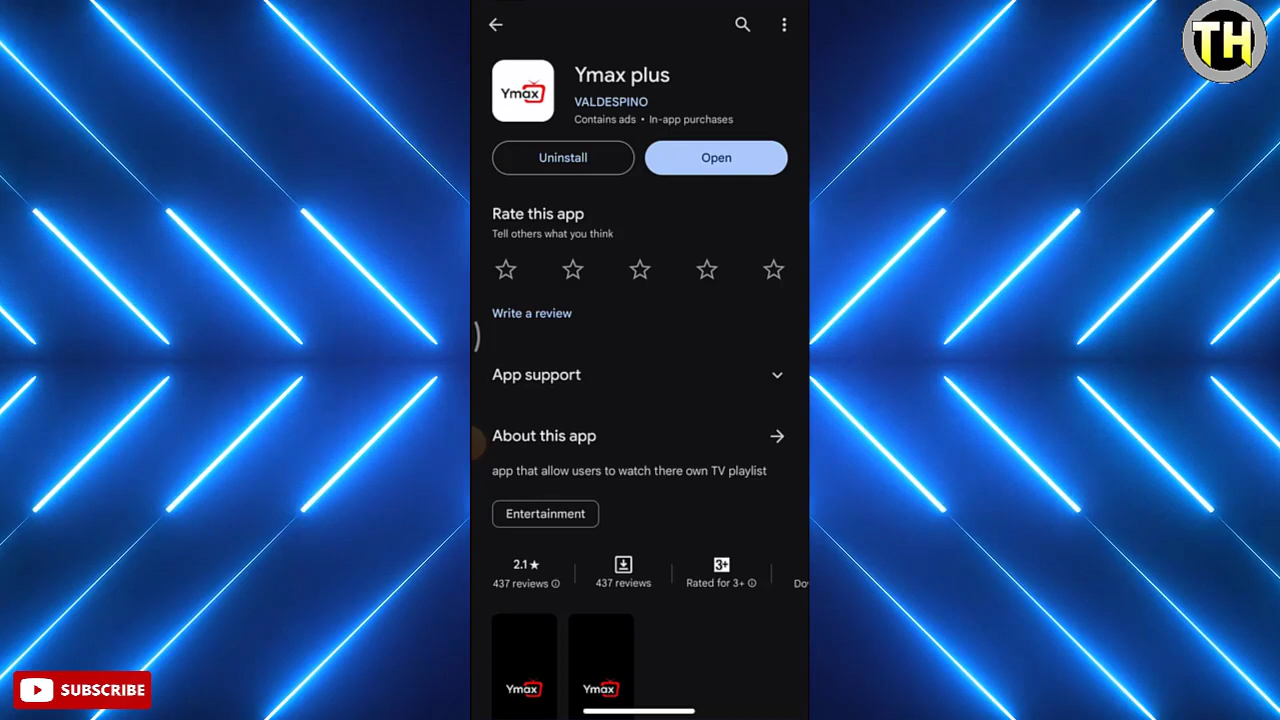 TH
Ymax plus
Ymax
VALDESPINO
Contains ads • In-app purchases
Uninstall
Open
Rate this app
Tell others what you think
Write a review
App support
About this app
app that allow users to watch there own TV playlist
Entertainment
2.1★
3+
437 reviews
437 reviews
Rated for 3+
Do
Ymax
Ymax
SUBSCRIBE